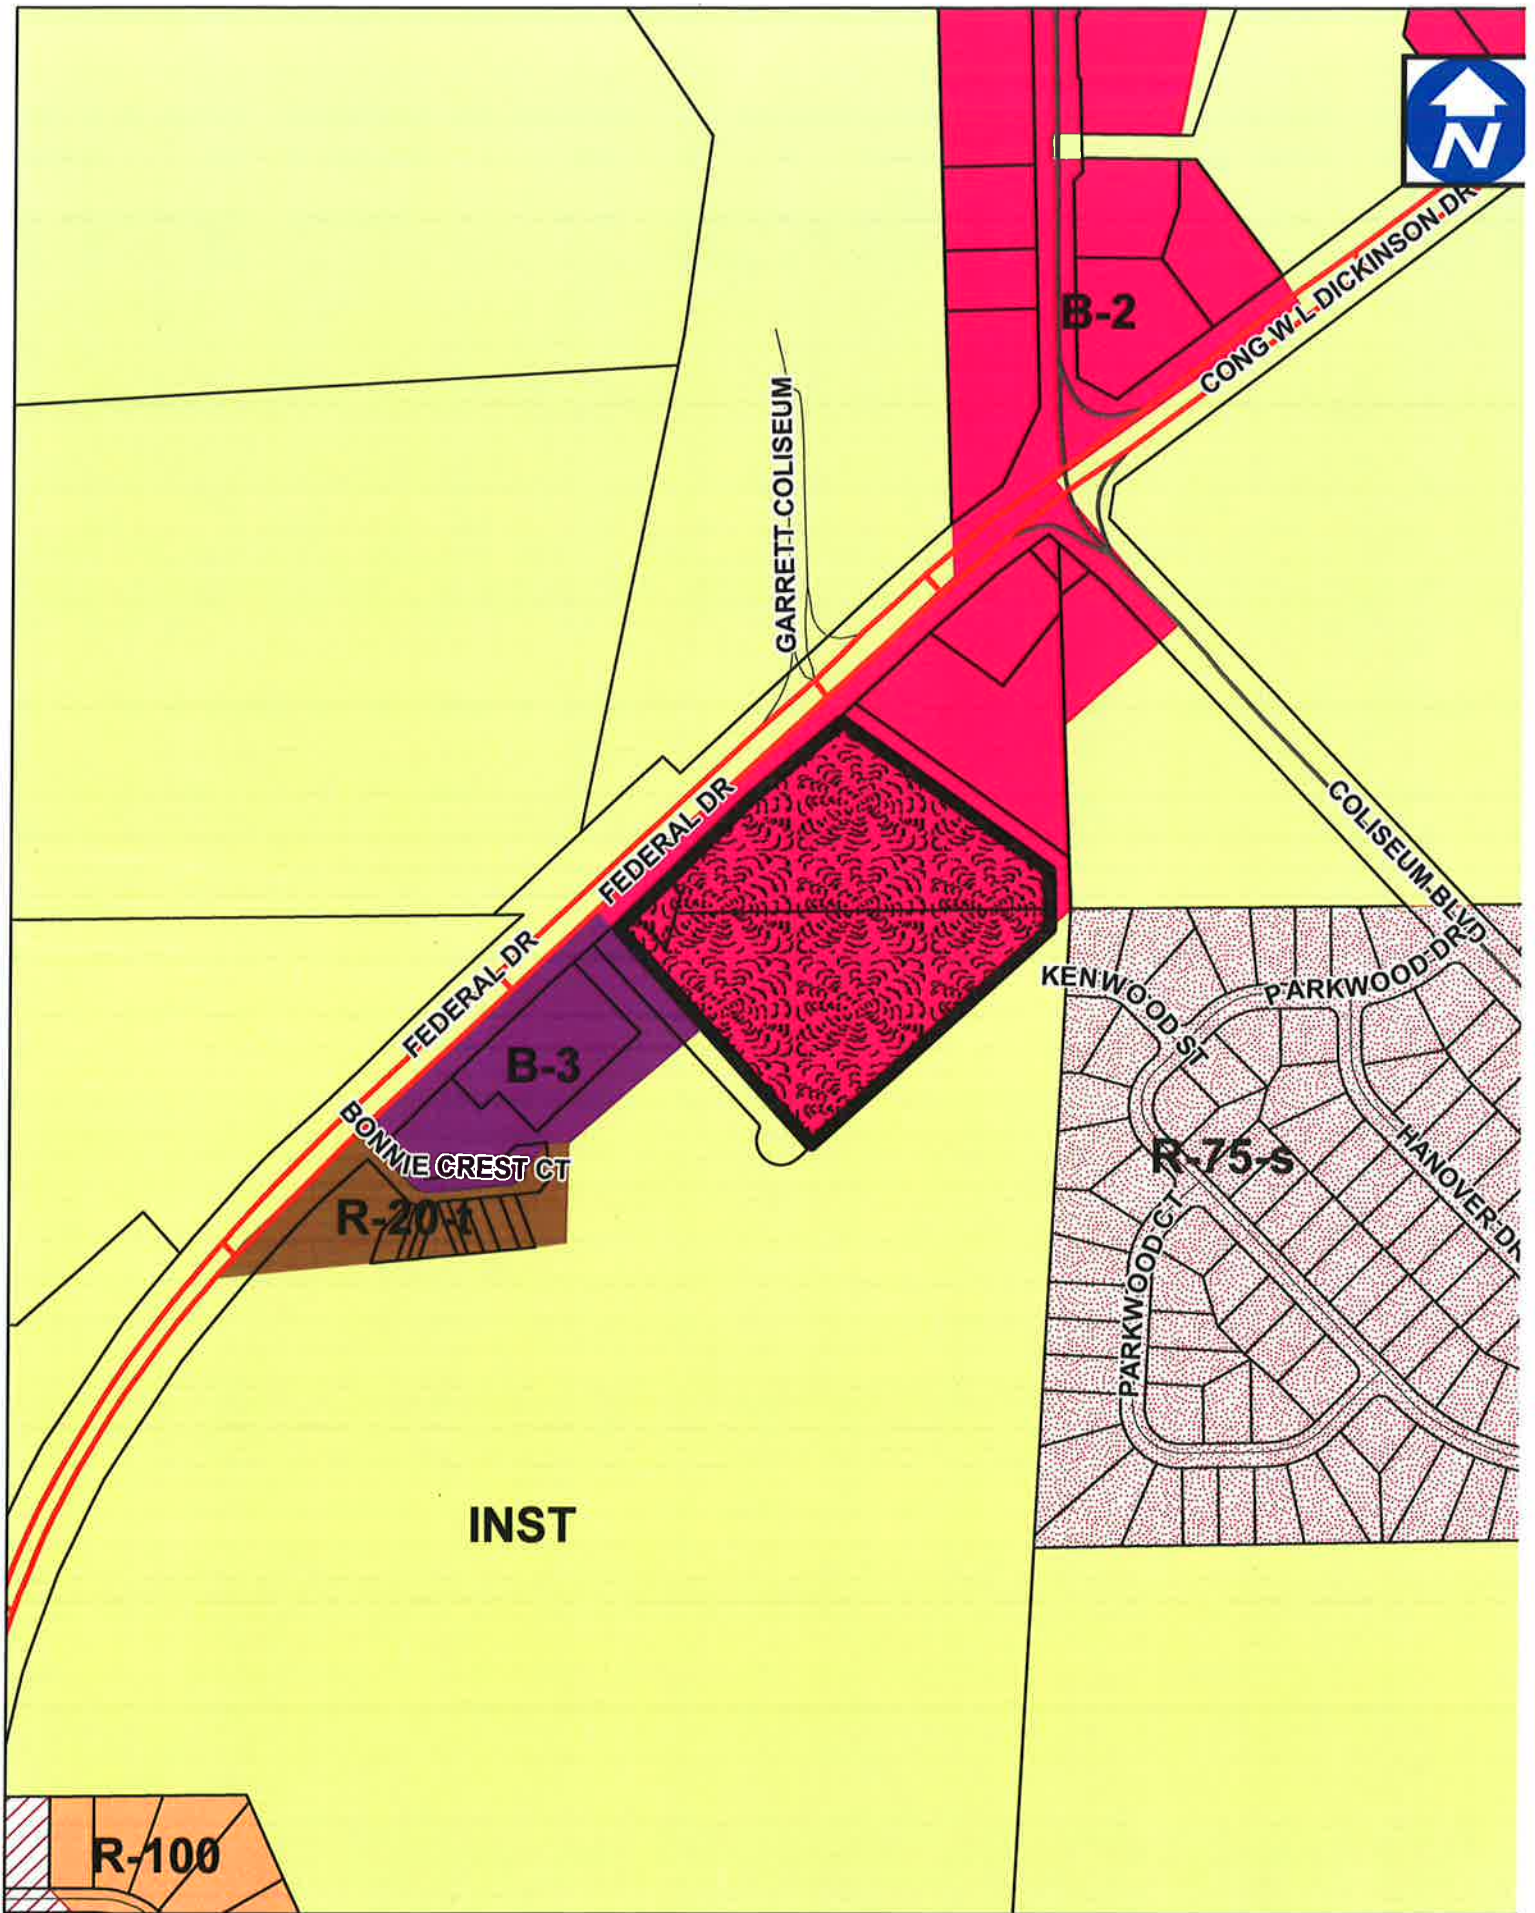 N
CONG W L DICKINSON DR
B-2
GARRETT COLISEUM
FEDERAL DR
COLISEUM BLVD
FEDERAL DR
KENWOOD ST
PARKWOOD DR
B-3
BONNIE CREST CT
R-75-s
HANOVER DR
R-20-t
PARKWOOD CT
INST
R-100